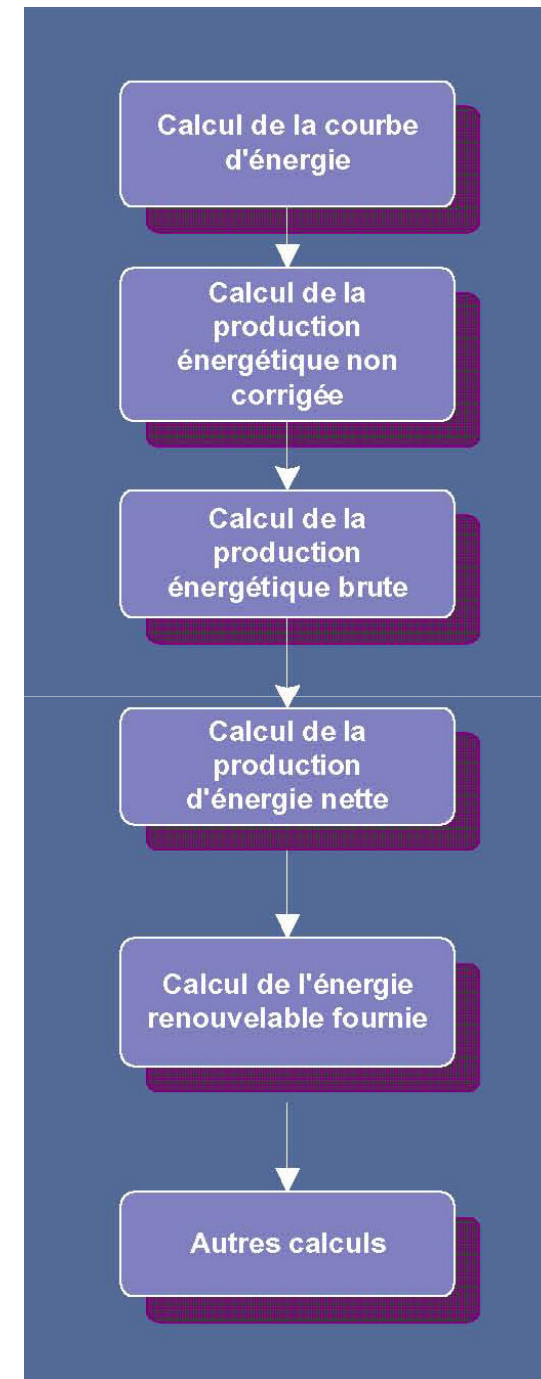 Calcul de la courbe
d'énergie
Calcul de la
production
énergétique non
corrigée
Calcul de la
production
énergétique brute
Calcul de la
production
d'énergie nette
Calcul de l'énergie
renouvelable fournie
Autres calculs